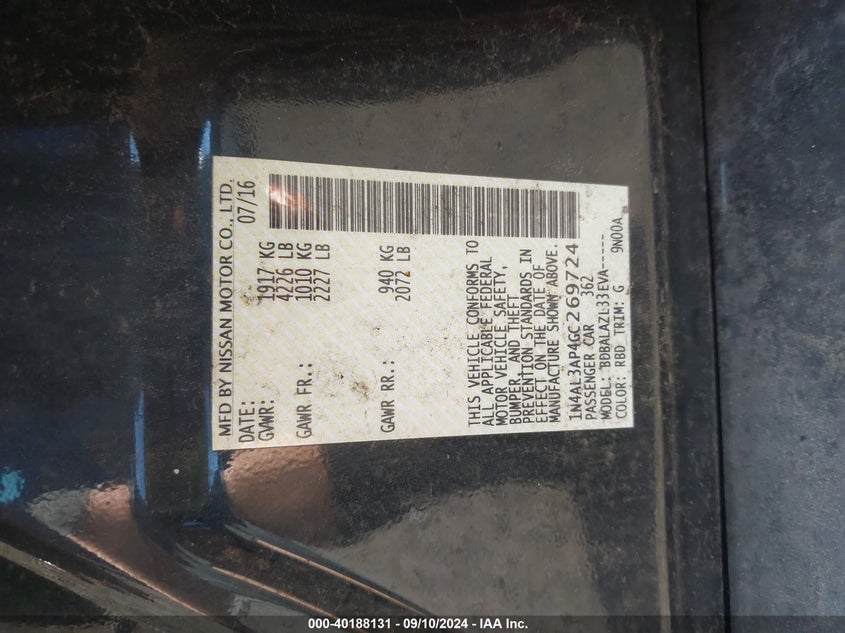 MFD BY NISSAN MOTOR CO., LTD.
DATE: 07/16
GVWR: 1917 KG
4226 LB
GAWR FR.: 1010 KG
2227 LB
GAWR RR.: 940 KG
2072 LB
THIS VEHICLE CONFORMS TO
ALL APPLICABLE FEDERAL
MOTOR VEHICLE SAFETY,
BUMPER, AND THEFT
PREVENTION STANDARDS IN
EFFECT ON THE DATE OF
MANUFACTURE SHOWN ABOVE.
1N4AL3AP4GC269724
PASSENGER CAR 362
MODEL: BDBALAZL33EVA-----
COLOR: RBD TRIM: G 9N00A
000-40188131 - 09/10/2024 - IAA Inc.